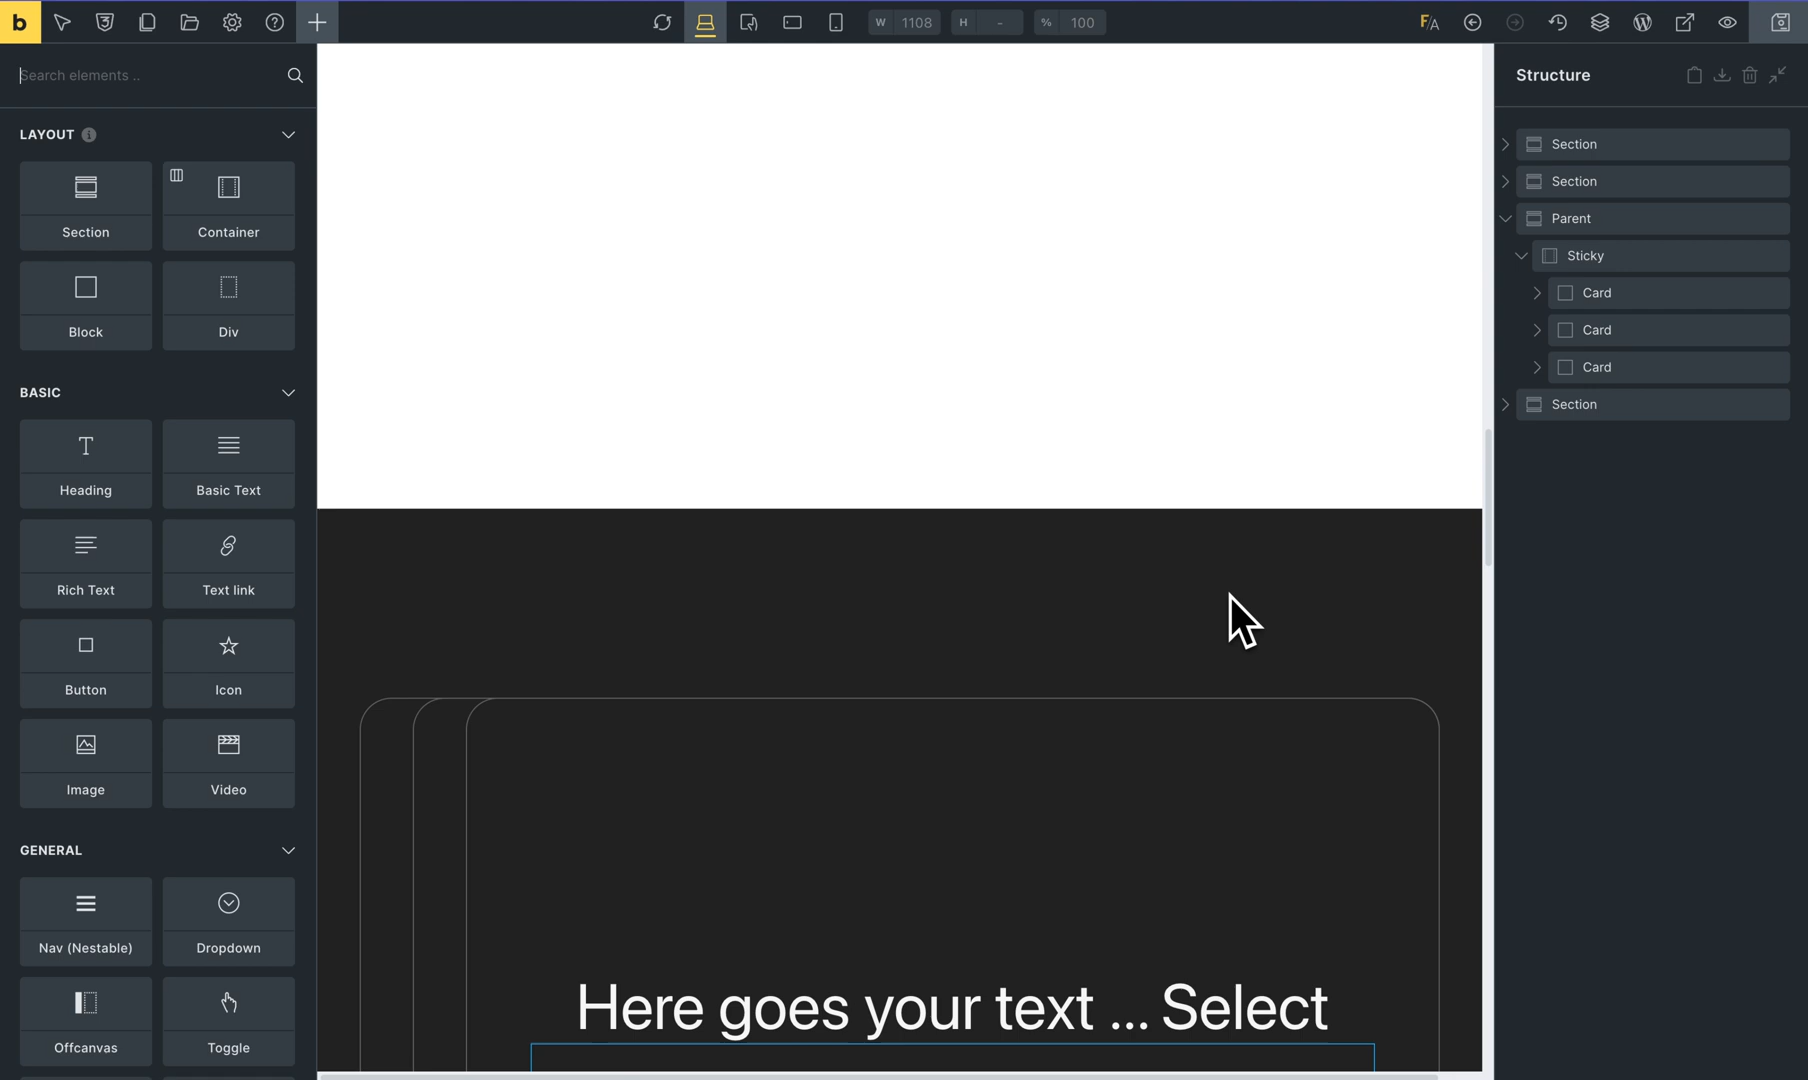 b
W 1108
H -
% 100
F/A
Search elements ..
LAYOUT
Section
Container
Block
Div
BASIC
Heading
Basic Text
Rich Text
Text link
Button
Icon
Image
Video
GENERAL
Nav (Nestable)
Dropdown
Offcanvas
Toggle
Here goes your text ... Select
Structure
Section
Section
Parent
Sticky
Card
Card
Card
Section